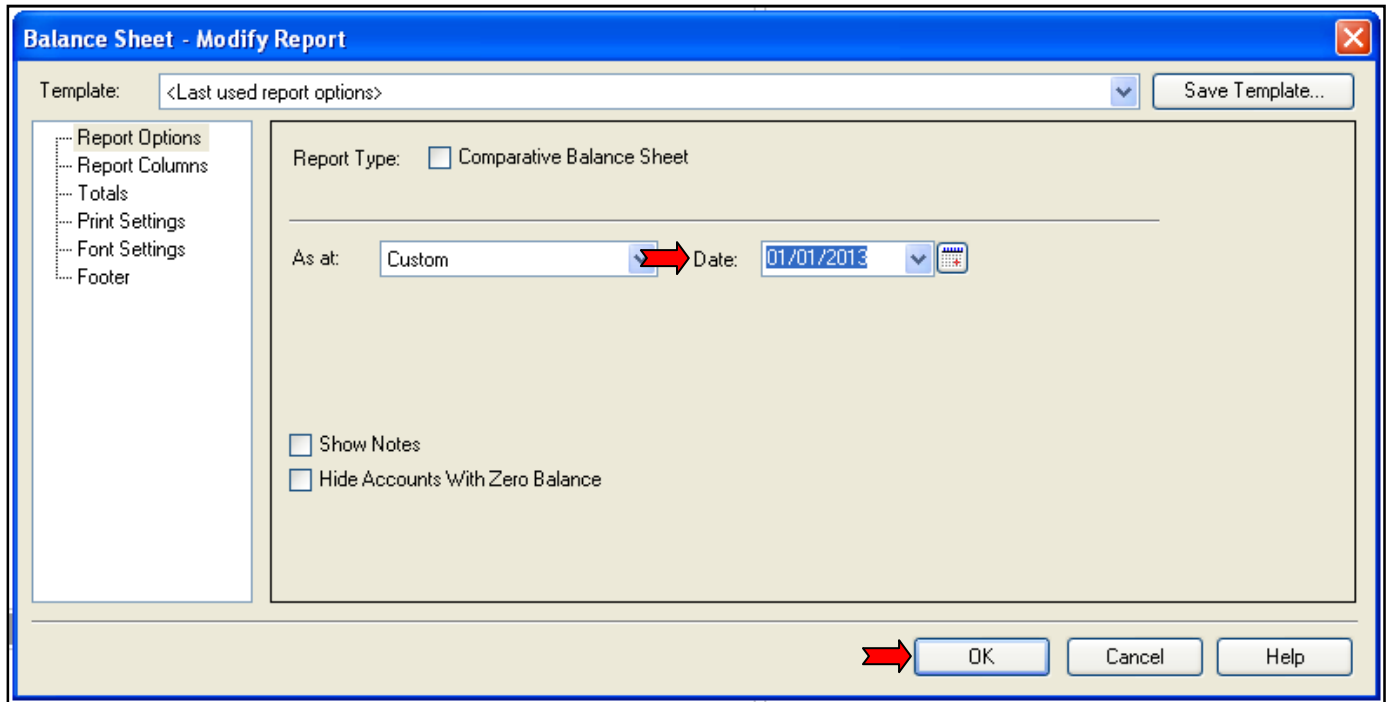 Balance Sheet - Modify Report
Template: <Last used report options> Save Template...
Report Options
Report Columns
Totals
Print Settings
Font Settings
Footer
Report Type: Comparative Balance Sheet
As at: Custom Date: 01/01/2013
Show Notes
Hide Accounts With Zero Balance
OK Cancel Help